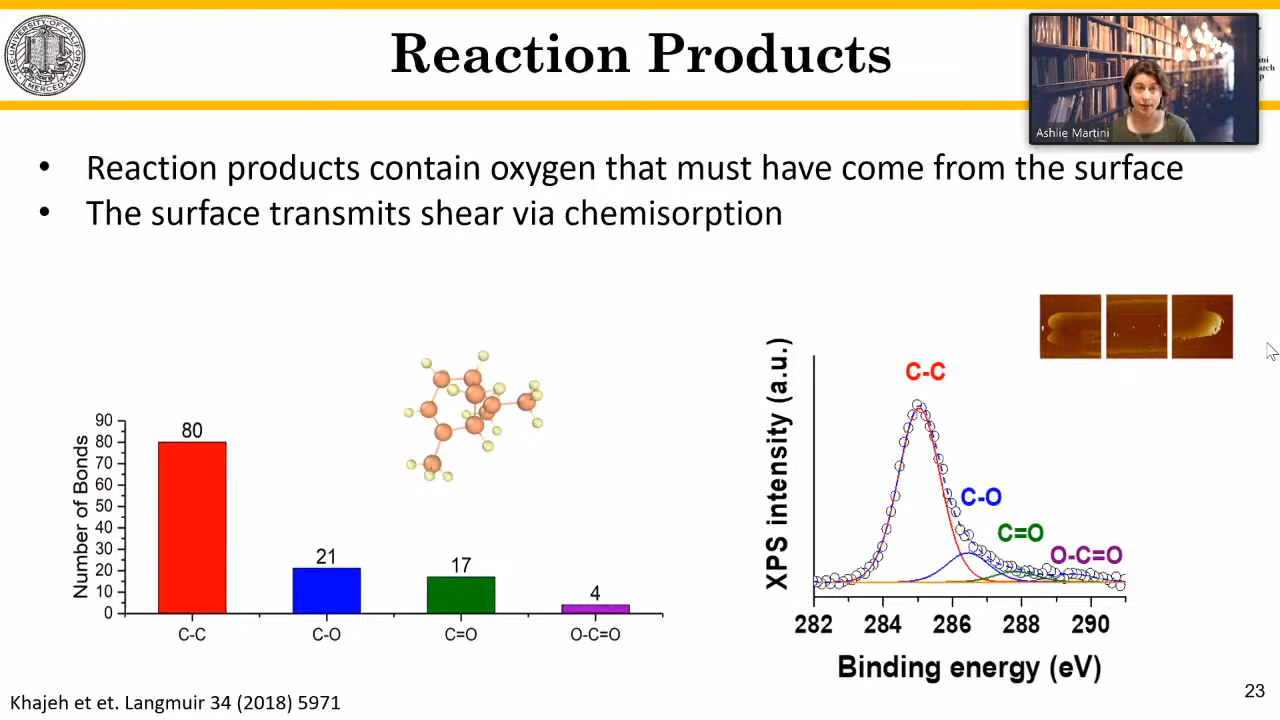 Reaction Products
Ashlie Martini
• Reaction products contain oxygen that must have come from the surface
• The surface transmits shear via chemisorption
Number of Bonds
90
80
70
60
50
40
30
20
10
0
80
21
17
4
C-C
C-O
C=O
O-C=O
XPS intensity (a.u.)
C-C
C-O
C=O
O-C=O
282 284 286 288 290
Binding energy (eV)
Khajeh et et. Langmuir 34 (2018) 5971
23